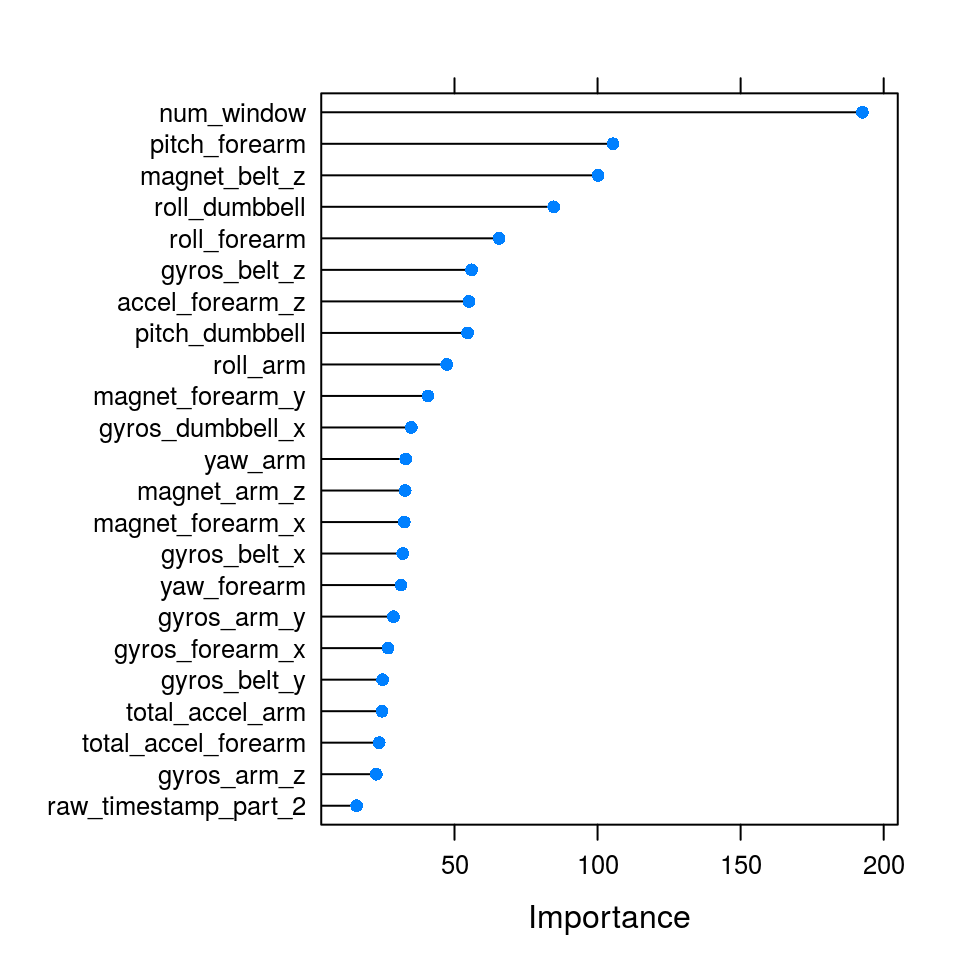 num_window
pitch_forearm
magnet_belt_z
roll_dumbbell
roll_forearm
gyros_belt_z
accel_forearm_z
pitch_dumbbell
roll_arm
magnet_forearm_y
gyros_dumbbell_x
yaw_arm
magnet_arm_z
magnet_forearm_x
gyros_belt_x
yaw_forearm
gyros_arm_y
gyros_forearm_x
gyros_belt_y
total_accel_arm
total_accel_forearm
gyros_arm_z
raw_timestamp_part_2
50 100 150 200
Importance